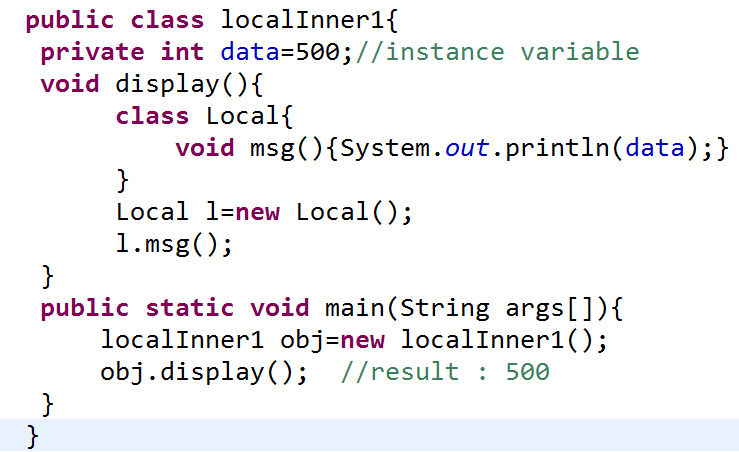 public class localInner1{
private int data=500;//instance variable
void display(){
class Local{
void msg(){System.out.println(data);}
}
Local l=new Local();
l.msg();
}
public static void main(String args[]){
localInner1 obj=new localInner1();
obj.display();  //result : 500
}
}